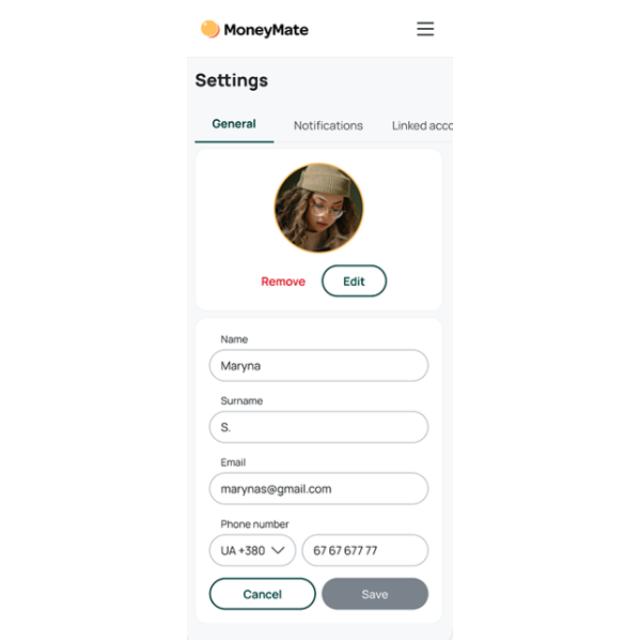 MoneyMate
Settings
General Notifications Linked acco
Remove Edit
Name
Maryna
Surname
S.
Email
marynas@gmail.com
Phone number
UA +380 67 67 677 77
Cancel Save